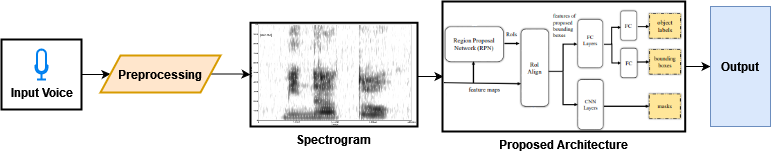 Input Voice
Preprocessing
Spectrogram
Region Proposal
Network (RPN)
RoIs
feature maps
RoI
Align
features of
proposed
bounding
boxes
FC
Layers
CNN
Layers
FC
FC
object
labels
bounding
boxes
masks
Proposed Architecture
Output